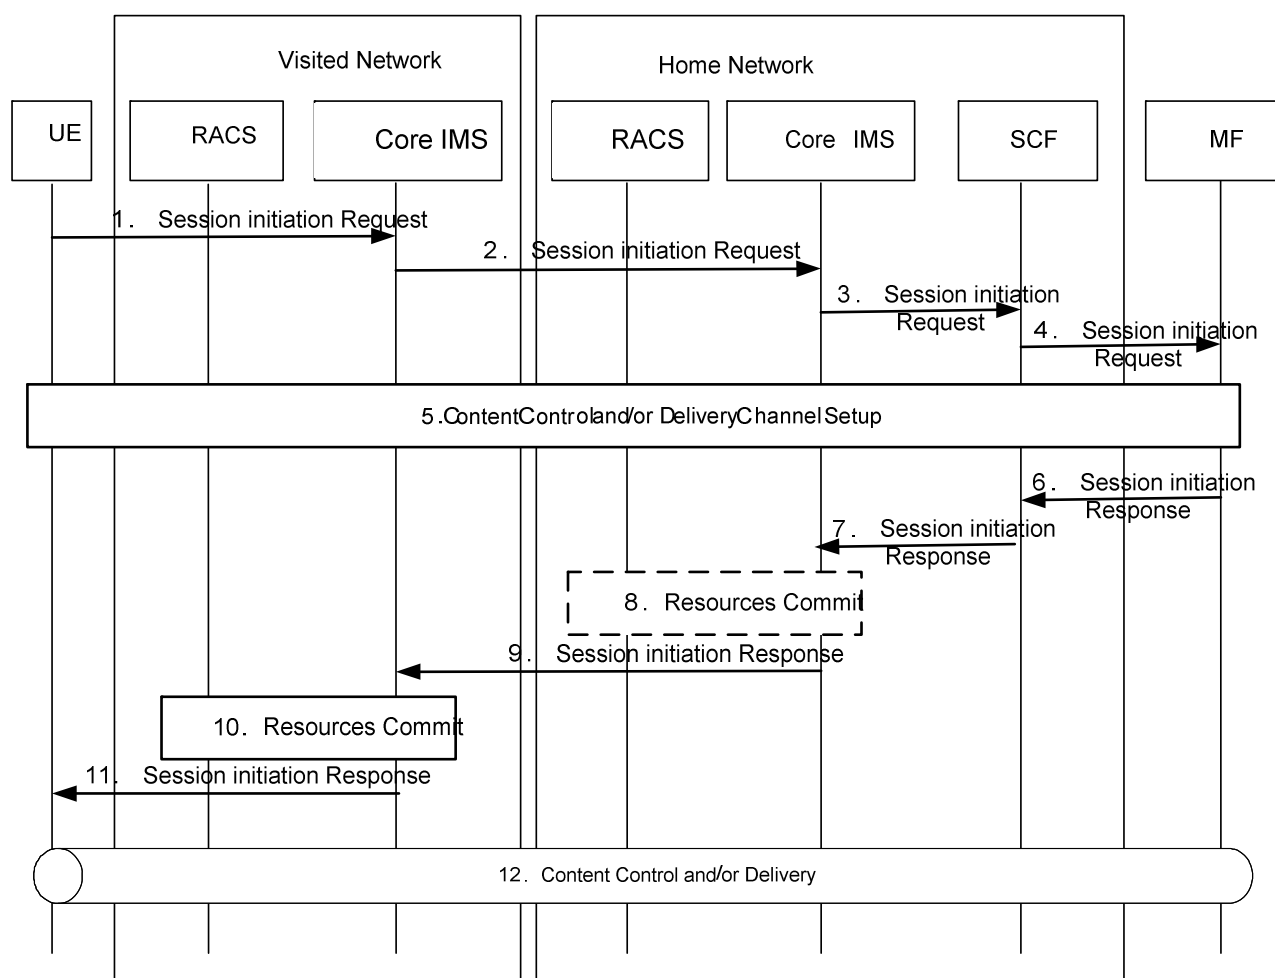 Visited Network
Home Network
UE
RACS
Core IMS
RACS
Core IMS
SCF
MF
1. Session initiation Request
2. Session initiation Request
3. Session initiation
Request
4. Session initiation
Request
5.ContentControland/or DeliveryChannelSetup
6. Session initiation
Response
7. Session initiation
Response
8. Resources Commit
9. Session initiation Response
10. Resources Commit
11. Session initiation Response
12. Content Control and/or Delivery